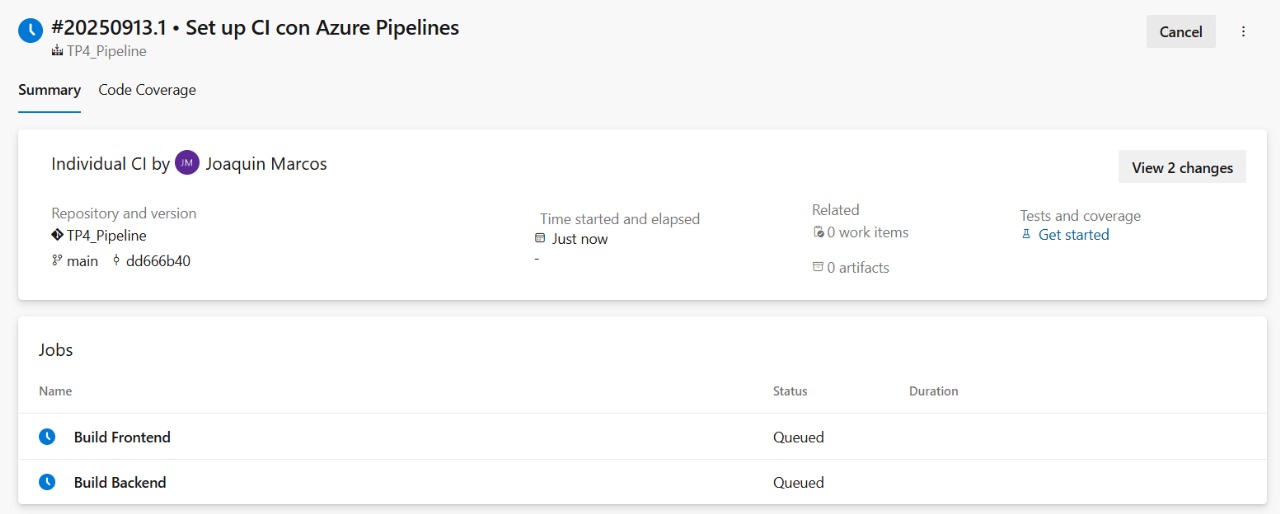 #20250913.1 • Set up CI con Azure Pipelines
TP4_Pipeline
Cancel
Summary
Code Coverage
Individual CI by JM Joaquin Marcos
View 2 changes
Repository and version
TP4_Pipeline
main dd666b40
Time started and elapsed
Just now
-
Related
0 work items
0 artifacts
Tests and coverage
Get started
Jobs
Name Status Duration
Build Frontend Queued
Build Backend Queued